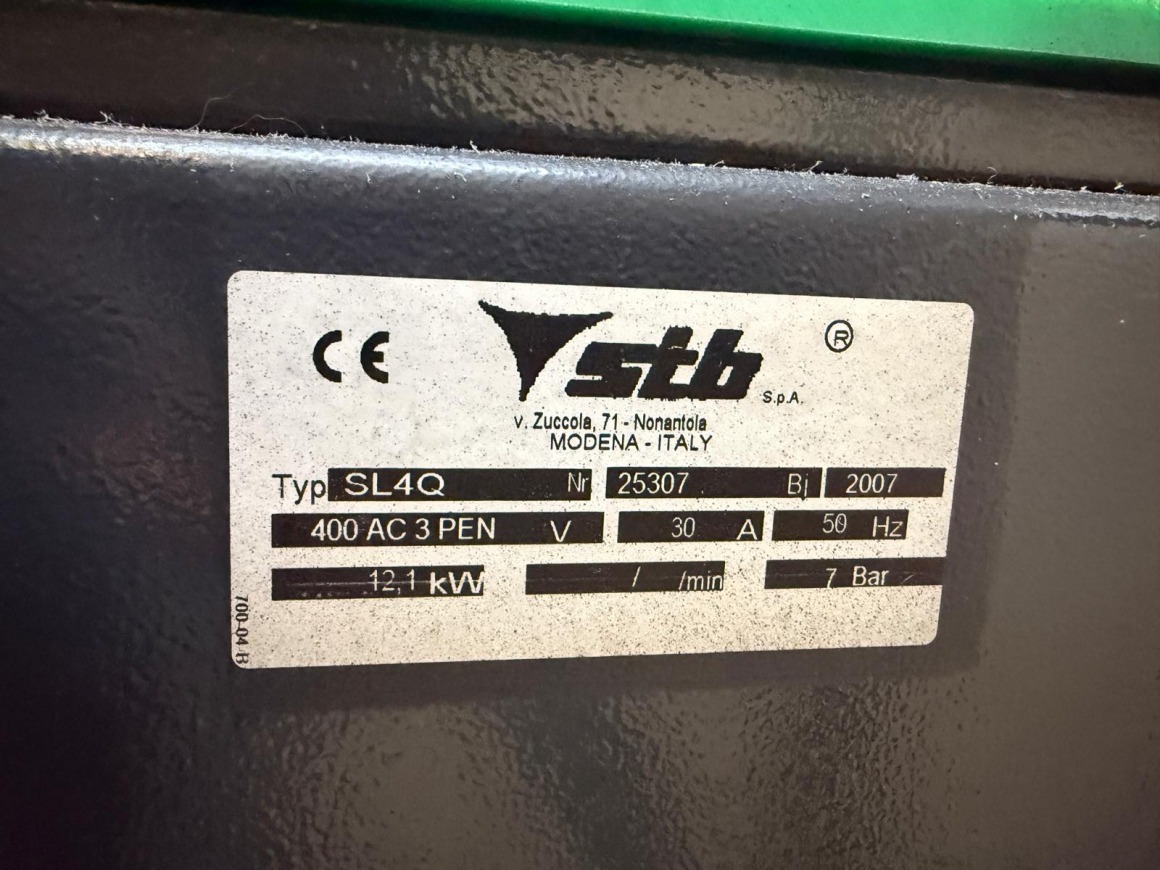 CE stb S.p.A. ®
v. Zuccola, 71 - Nonantola
MODENA - ITALY
Typ SL4Q Nr 25307 Bj 2007
400 AC 3 PEN V 30 A 50 Hz
12,1 kW / /min 7 Bar
700-04-B